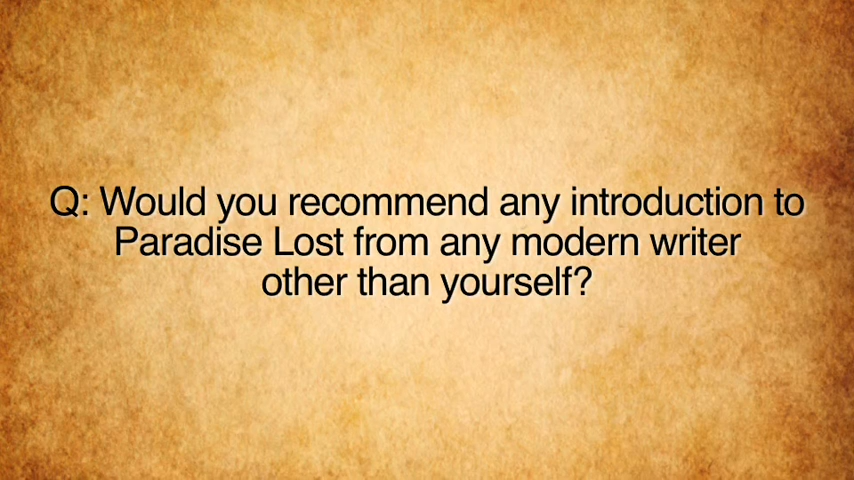 Q: Would you recommend any introduction to
Paradise Lost from any modern writer
other than yourself?